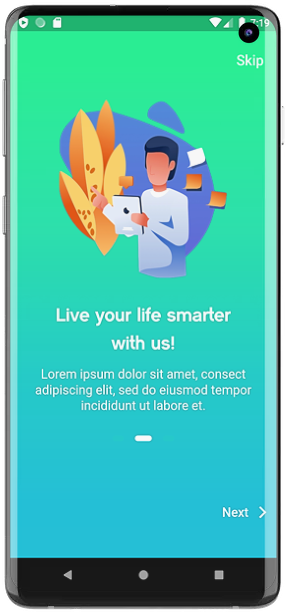 7:19
Skip
Live your life smarter
with us!
Lorem ipsum dolor sit amet, consect
adipiscing elit, sed do eiusmod tempor
incididunt ut labore et.
Next